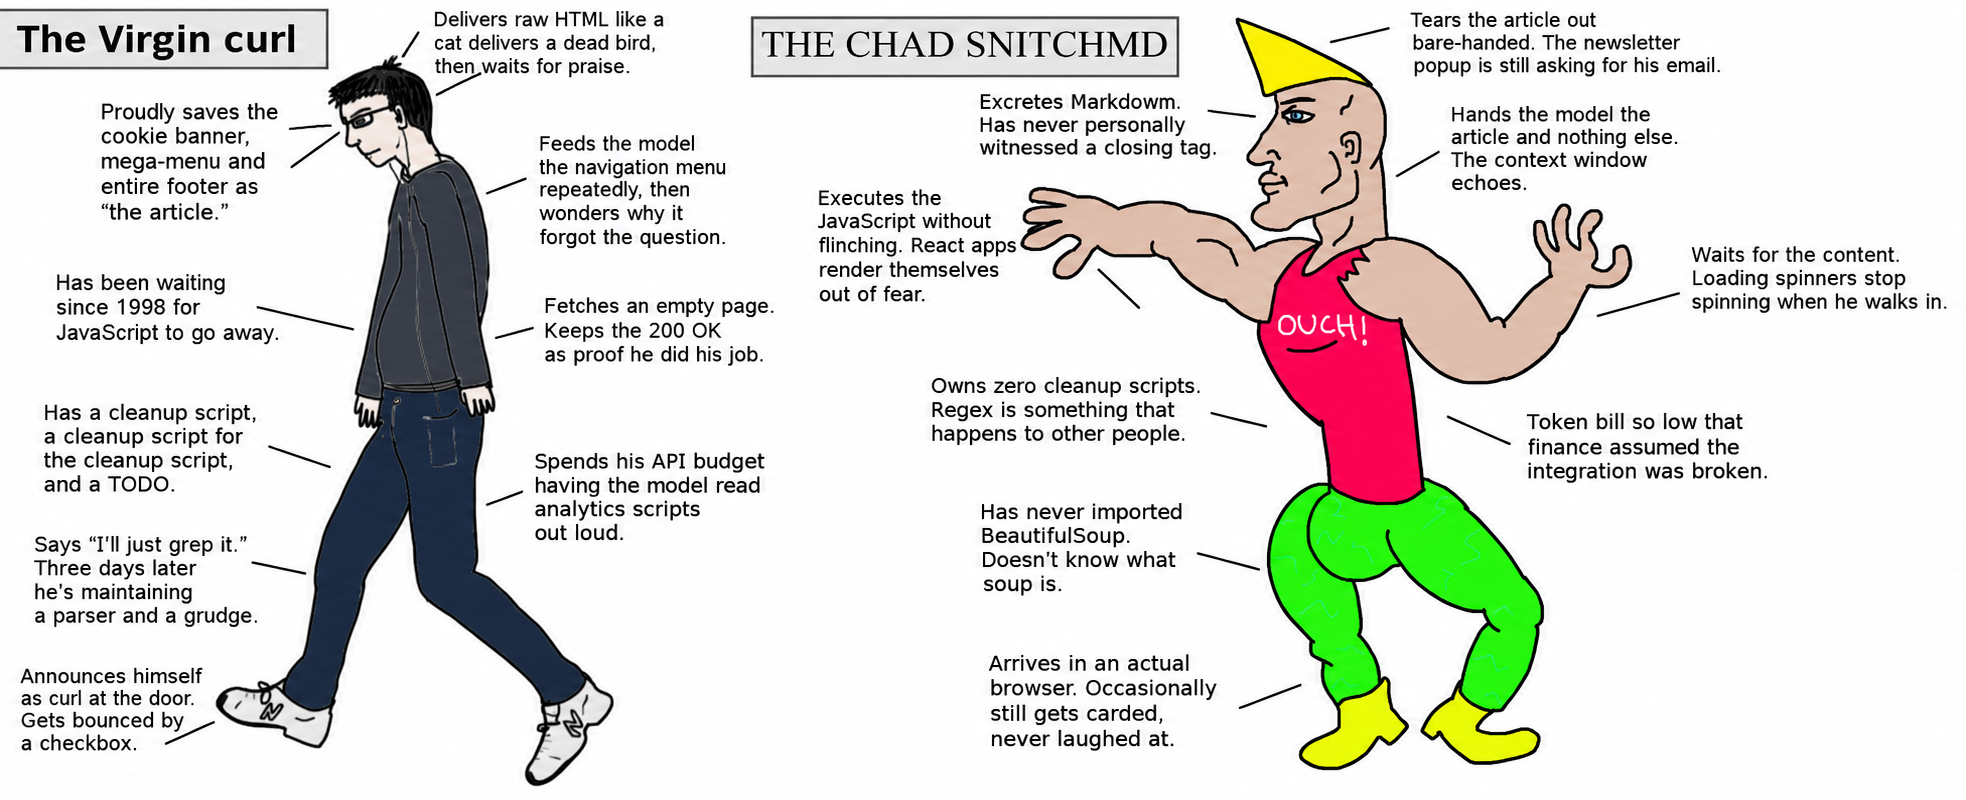 The Virgin curl
Delivers raw HTML like a
cat delivers a dead bird,
then waits for praise.
Proudly saves the
cookie banner,
mega-menu and
entire footer as
“the article.”
Feeds the model
the navigation menu
repeatedly, then
wonders why it
forgot the question.
Has been waiting
since 1998 for
JavaScript to go away.
Fetches an empty page.
Keeps the 200 OK
as proof he did his job.
Has a cleanup script,
a cleanup script for
the cleanup script,
and a TODO.
Spends his API budget
having the model read
analytics scripts
out loud.
Says “I'll just grep it.”
Three days later
he's maintaining
a parser and a grudge.
Announces himself
as curl at the door.
Gets bounced by
a checkbox.
N
N
THE CHAD SNITCHMD
Tears the article out
bare-handed. The newsletter
popup is still asking for his email.
Excretes Markdowm.
Has never personally
witnessed a closing tag.
Hands the model the
article and nothing else.
The context window
echoes.
Executes the
JavaScript without
flinching. React apps
render themselves
out of fear.
Waits for the content.
Loading spinners stop
spinning when he walks in.
OUCH!
Owns zero cleanup scripts.
Regex is something that
happens to other people.
Token bill so low that
finance assumed the
integration was broken.
Has never imported
BeautifulSoup.
Doesn't know what
soup is.
Arrives in an actual
browser. Occasionally
still gets carded,
never laughed at.